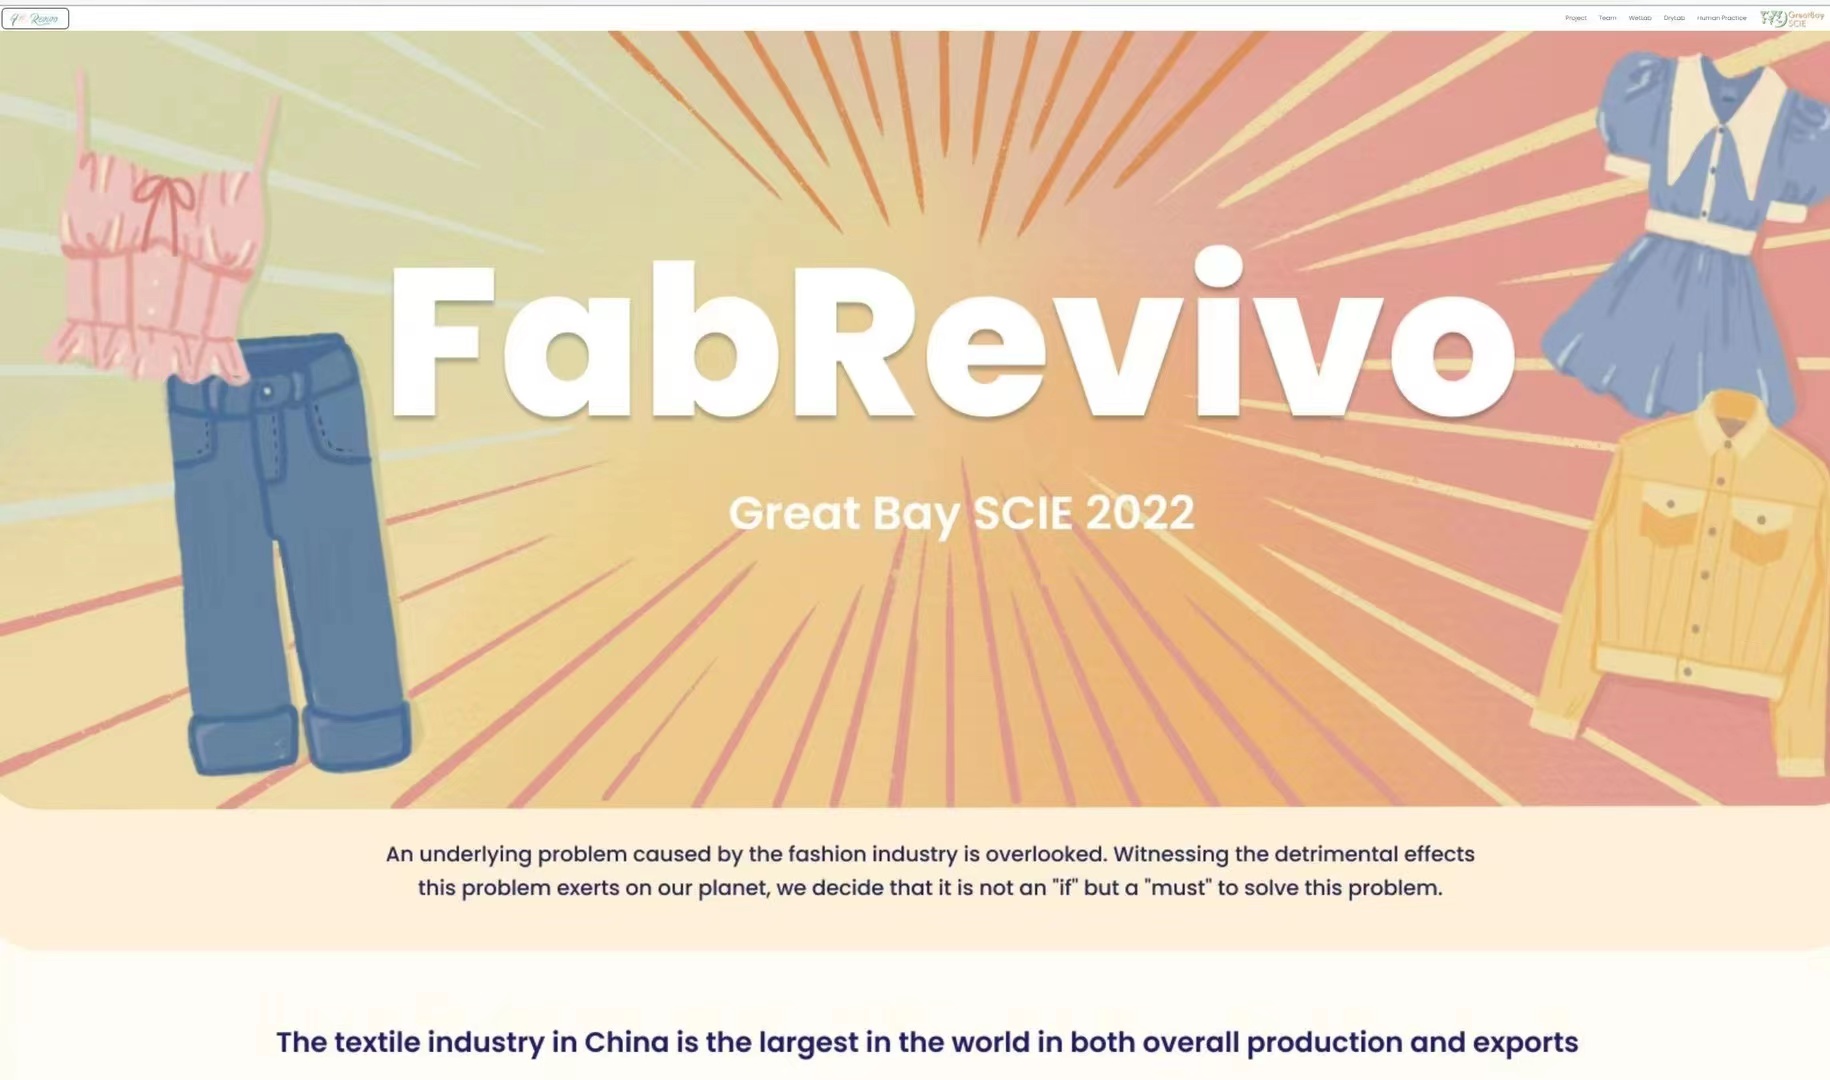 Project Team Wetlab Drylab Human Practice
GreatBay
SCIE
FabRevivo
Great Bay SCIE 2022
An underlying problem caused by the fashion industry is overlooked. Witnessing the detrimental effects
this problem exerts on our planet, we decide that it is not an "if" but a "must" to solve this problem.
The textile industry in China is the largest in the world in both overall production and exports